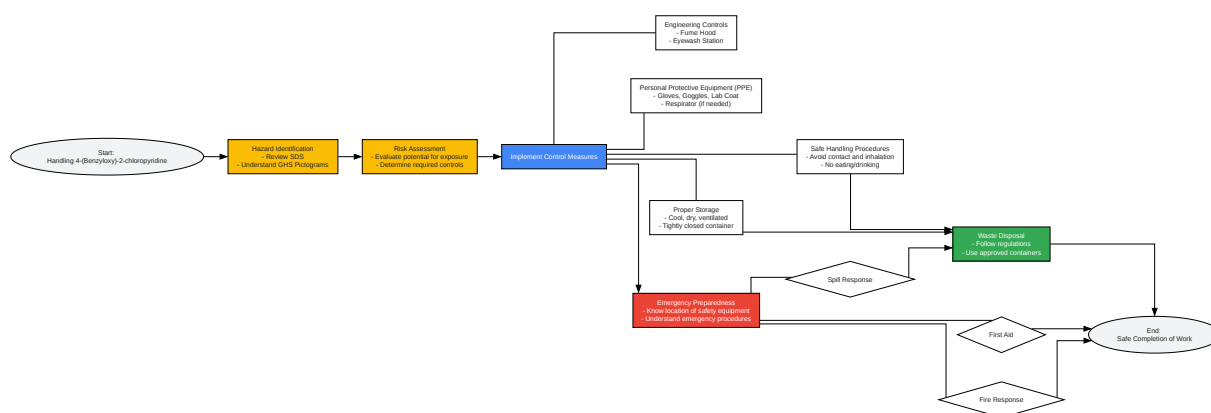 Start:
Handling 4-(Benzyloxy)-2-chloropyridine
Hazard Identification
- Review SDS
- Understand GHS Pictograms
Risk Assessment
- Evaluate potential for exposure
- Determine required controls
Implement Control Measures
Engineering Controls
- Fume Hood
- Eyewash Station
Personal Protective Equipment (PPE)
- Gloves, Goggles, Lab Coat
- Respirator (if needed)
Safe Handling Procedures
- Avoid contact and inhalation
- No eating/drinking
Proper Storage
- Cool, dry, ventilated
- Tightly closed container
Emergency Preparedness
- Know location of safety equipment
- Understand emergency procedures
Spill Response
Waste Disposal
- Follow regulations
- Use approved containers
First Aid
Fire Response
End:
Safe Completion of Work